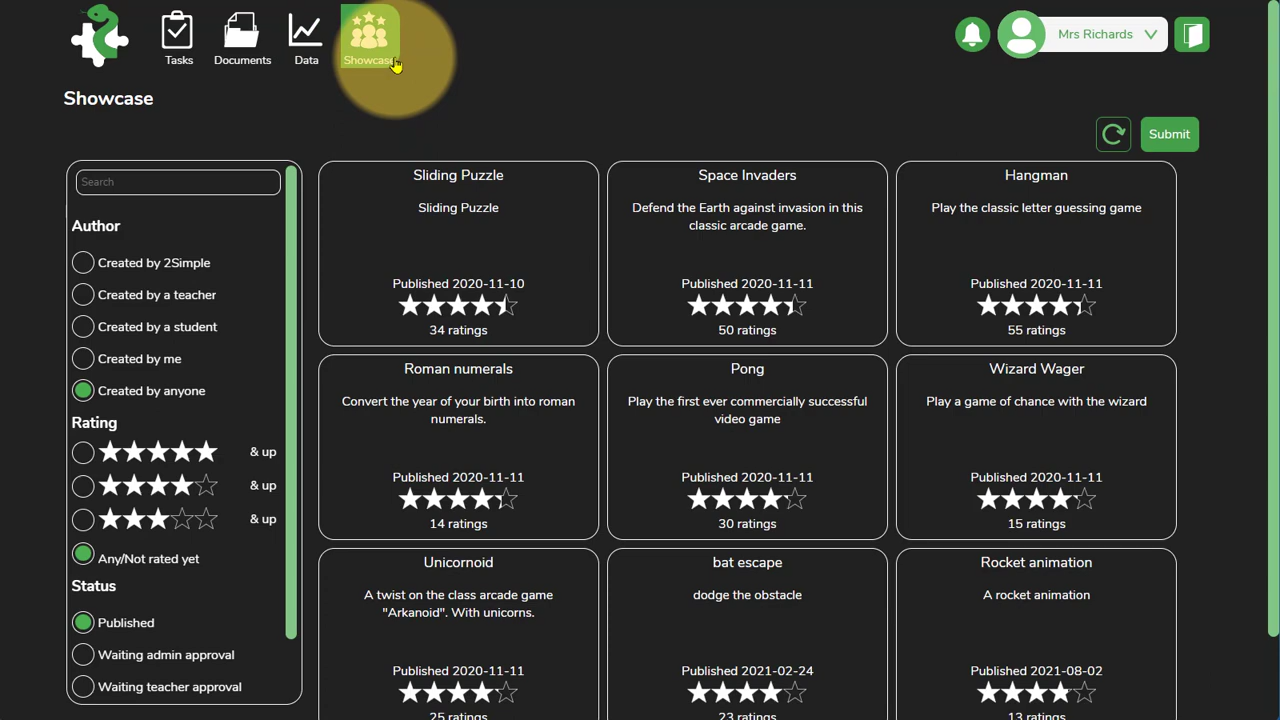 Tasks
Documents
Data
Showcase
Mrs Richards
Showcase
Submit
Search
Author
Created by 2Simple
Created by a teacher
Created by a student
Created by me
Created by anyone
Rating
& up
& up
& up
Any/Not rated yet
Status
Published
Waiting admin approval
Waiting teacher approval
Sliding Puzzle
Sliding Puzzle
Published 2020-11-10
34 ratings
Space Invaders
Defend the Earth against invasion in this
classic arcade game.
Published 2020-11-11
50 ratings
Hangman
Play the classic letter guessing game
Published 2020-11-11
55 ratings
Roman numerals
Convert the year of your birth into roman
numerals.
Published 2020-11-11
14 ratings
Pong
Play the first ever commercially successful
video game
Published 2020-11-11
30 ratings
Wizard Wager
Play a game of chance with the wizard
Published 2020-11-11
15 ratings
Unicornoid
A twist on the class arcade game
"Arkanoid". With unicorns.
Published 2020-11-11
25 ratings
bat escape
dodge the obstacle
Published 2021-02-24
23 ratings
Rocket animation
A rocket animation
Published 2021-08-02
13 ratings